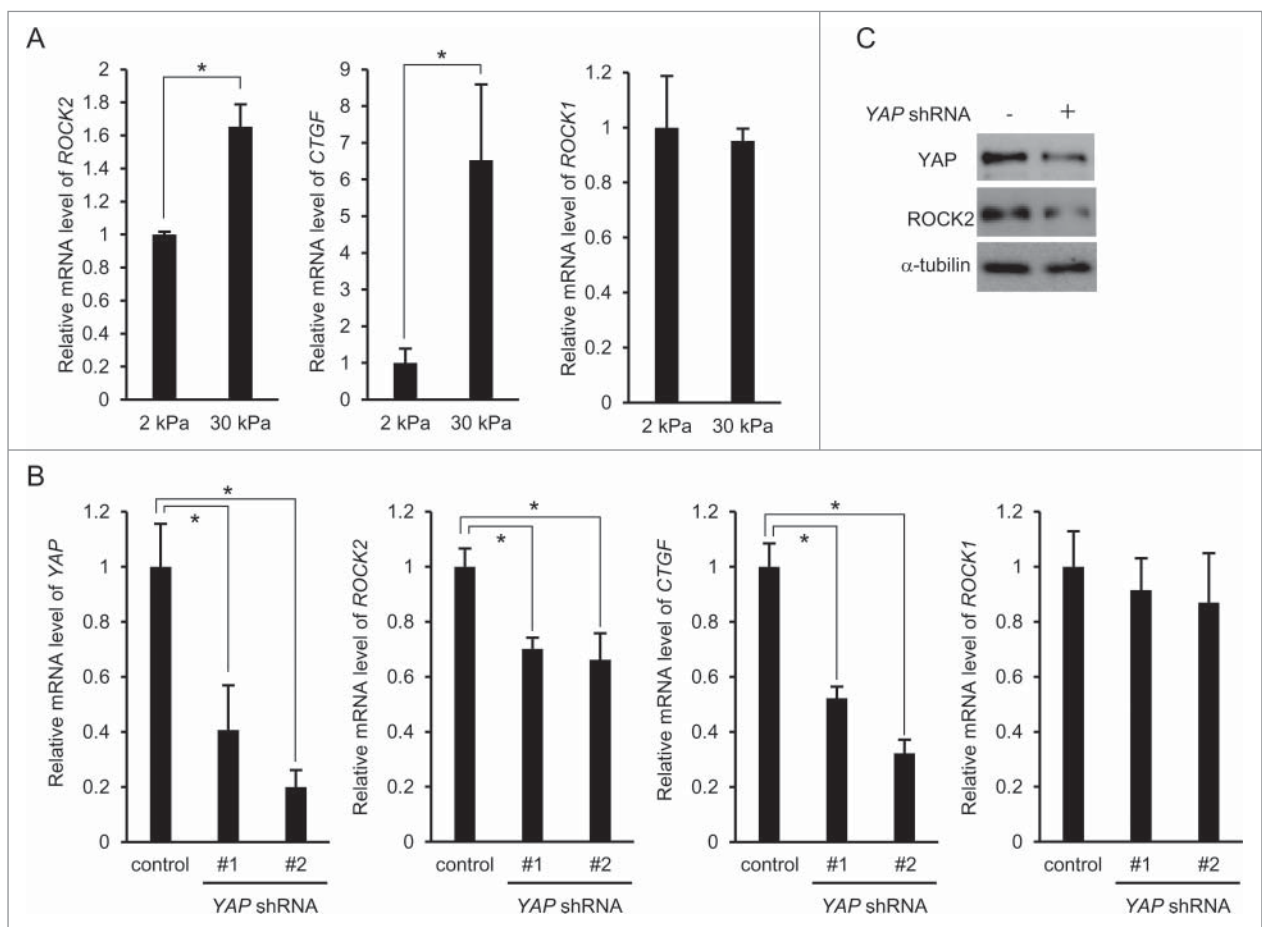 A
Relative mRNA level of ROCK2
2
1.8
1.6
1.4
1.2
1
0.8
0.6
0.4
0.2
0
*
2 kPa 30 kPa
Relative mRNA level of CTGF
9
8
7
6
5
4
3
2
1
0
*
2 kPa 30 kPa
Relative mRNA level of ROCK1
1.2
1
0.8
0.6
0.4
0.2
0
2 kPa 30 kPa
C
YAP shRNA - +
YAP
ROCK2
α-tubilin
B
Relative mRNA level of YAP
1.2
1
0.8
0.6
0.4
0.2
0
*
*
control #1 #2
YAP shRNA
Relative mRNA level of ROCK2
1.2
1
0.8
0.6
0.4
0.2
0
*
*
control #1 #2
YAP shRNA
Relative mRNA level of CTGF
1.2
1
0.8
0.6
0.4
0.2
0
*
*
control #1 #2
YAP shRNA
Relative mRNA level of ROCK1
1.2
1
0.8
0.6
0.4
0.2
0
control #1 #2
YAP shRNA